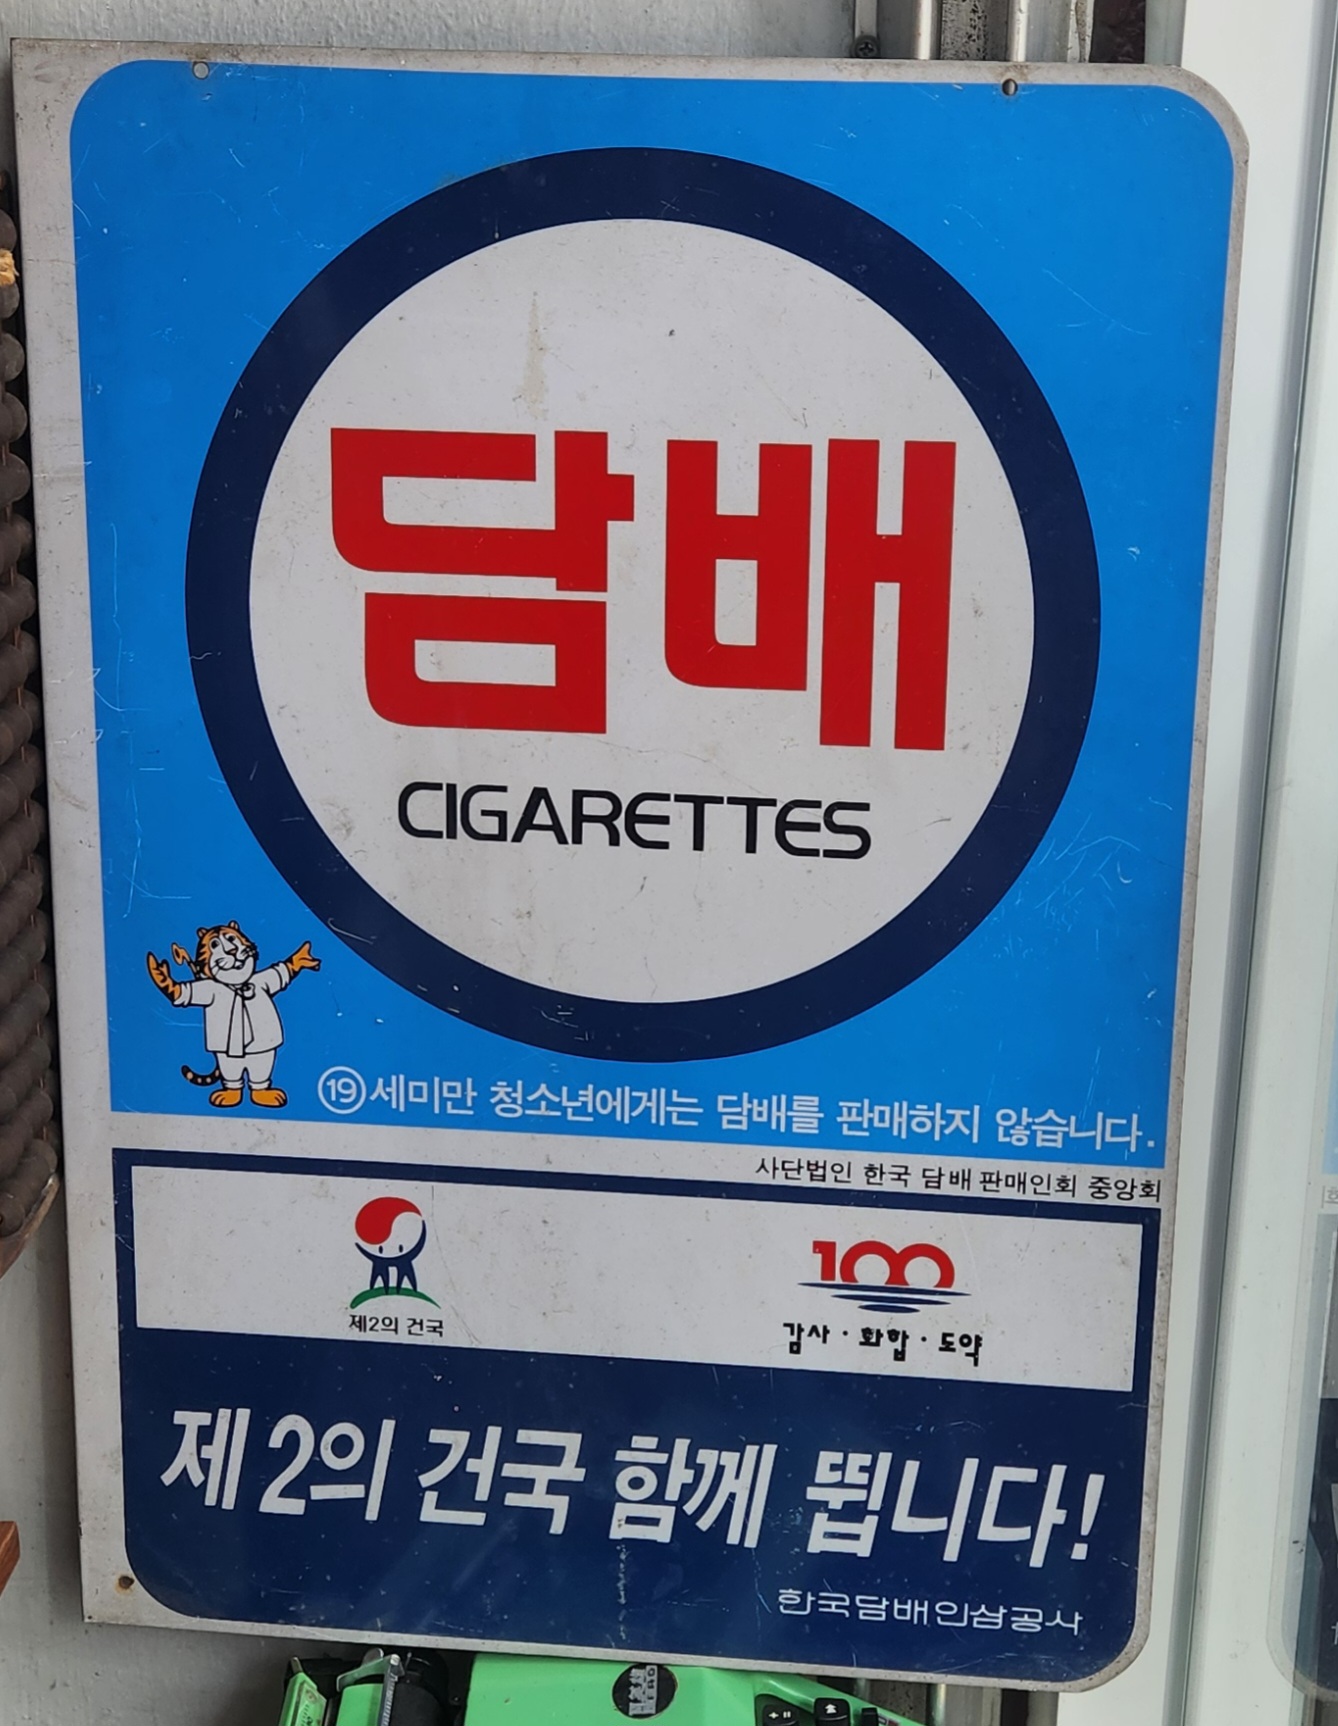 담배
CIGARETTES
19세미만 청소년에게는 담배를 판매하지 않습니다.
사단법인 한국 담배 판매인회 중앙회
제2의 건국
100
감사·화합·도약
제2의 건국 함께 뜁니다!
한국담배인삼공사